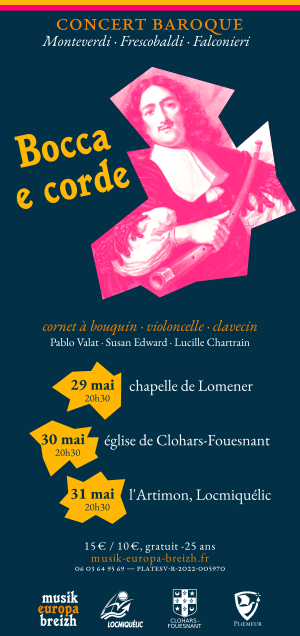 CONCERT BAROQUE
Monteverdi · Frescobaldi · Falconieri
Bocca
e corde
cornet à bouquin · violoncelle · clavecin
Pablo Valat · Susan Edward · Lucille Chartrain
29 mai
20h30
chapelle de Lomener
30 mai
20h30
église de Clohars-Fouesnant
31 mai
20h30
l'Artimon, Locmiquélic
15 € / 10 €, gratuit -25 ans
musik-europa-breizh.fr
06 03 64 95 69 — PLATESV-R-2022-005970
musik
europa
breizh
LOCMIQUÉLIC
CLOHARS-
FOUESNANT
PLŒMEUR